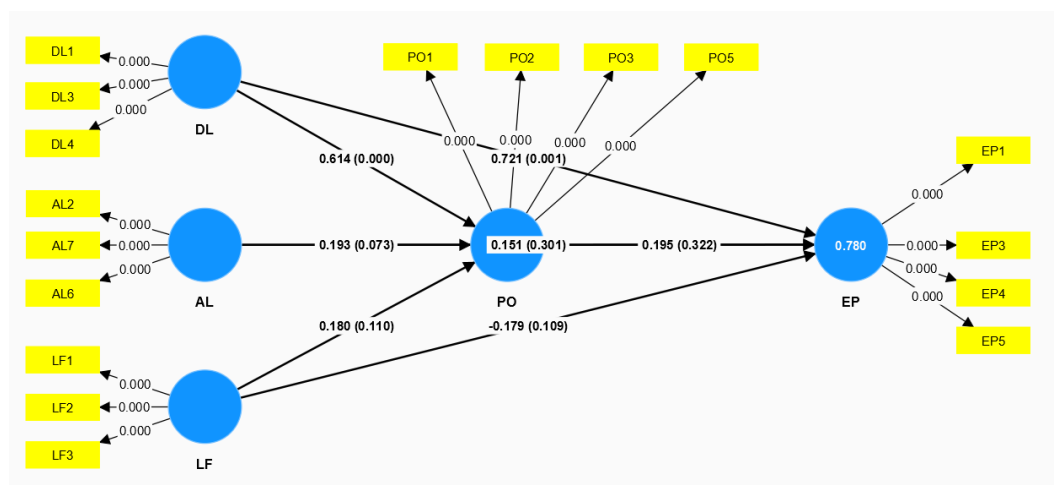 DL1
DL3
DL4
0.000
0.000
0.000
DL
PO1
PO2
PO3
PO5
0.000
0.000
0.000
0.000
0.614 (0.000)
0.721 (0.001)
AL2
AL7
AL6
0.000
0.000
0.000
AL
0.193 (0.073)
0.151 (0.301)
PO
0.195 (0.322)
0.780
EP
EP1
EP3
EP4
EP5
0.000
0.000
0.000
0.000
0.180 (0.110)
-0.179 (0.109)
LF1
LF2
LF3
0.000
0.000
0.000
LF